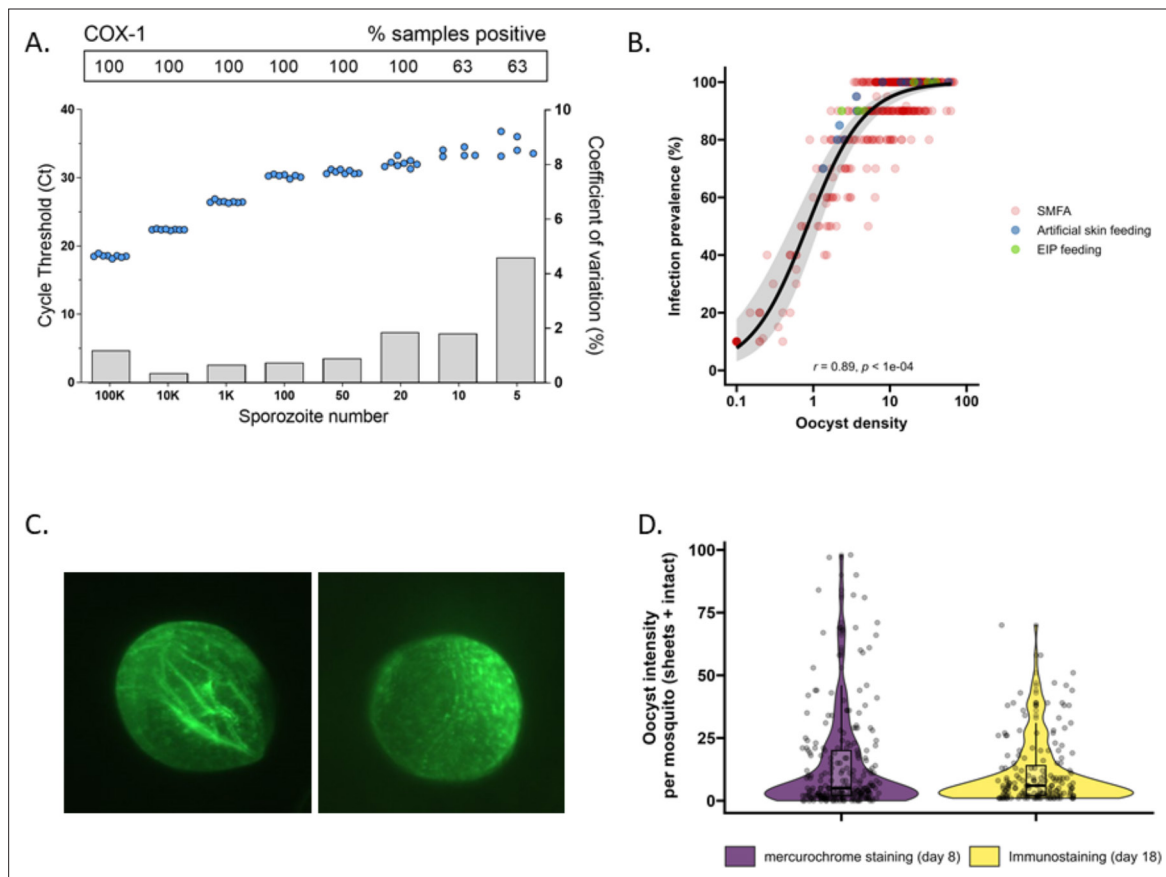 A.
COX-1 % samples positive
100 100 100 100 100 100 63 63
40
30
20
10
0
Cycle Threshold (Ct)
10
8
6
4
2
0
Coefficient of variation (%)
100K 10K 1K 100 50 20 10 5
Sporozoite number
B.
100
80
60
40
20
0
Infection prevalence (%)
r = 0.89, p < 1e-04
0.1 1 10 100
Oocyst density
SMFA
Artificial skin feeding
EIP feeding
C.
D.
Oocyst intensity
per mosquito (sheets + intact)
100
75
50
25
0
mercurochrome staining (day 8) Immunostaining (day 18)